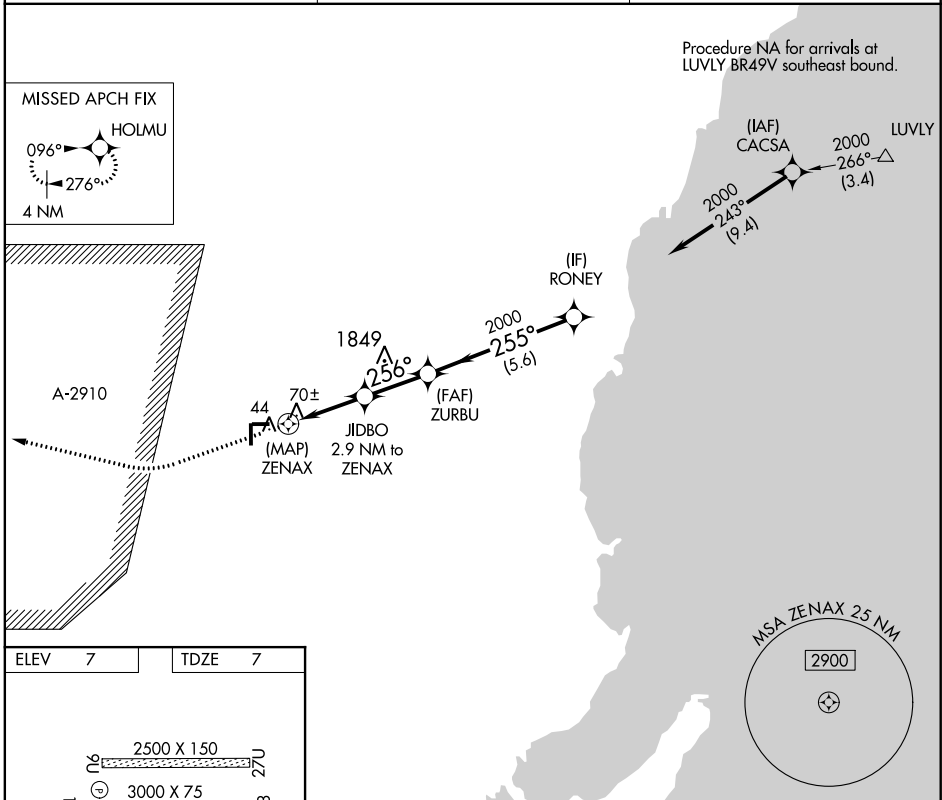 Procedure NA for arrivals at
LUVLY BR49V southeast bound.
MISSED APCH FIX
HOLMU
096°
276°
4 NM
(IAF)
CACSA
LUVLY
2000
266°
(3.4)
2000
243°
(9.4)
(IF)
RONEY
2000
255°
(5.6)
1849
256°
(FAF)
ZURBU
A-2910
44
70±
JIDBO
2.9 NM to
ZENAX
(MAP)
ZENAX
MSA ZENAX 25 NM
2900
ELEV 7
TDZE 7
2500 X 150
9U
27U
P
3000 X 75